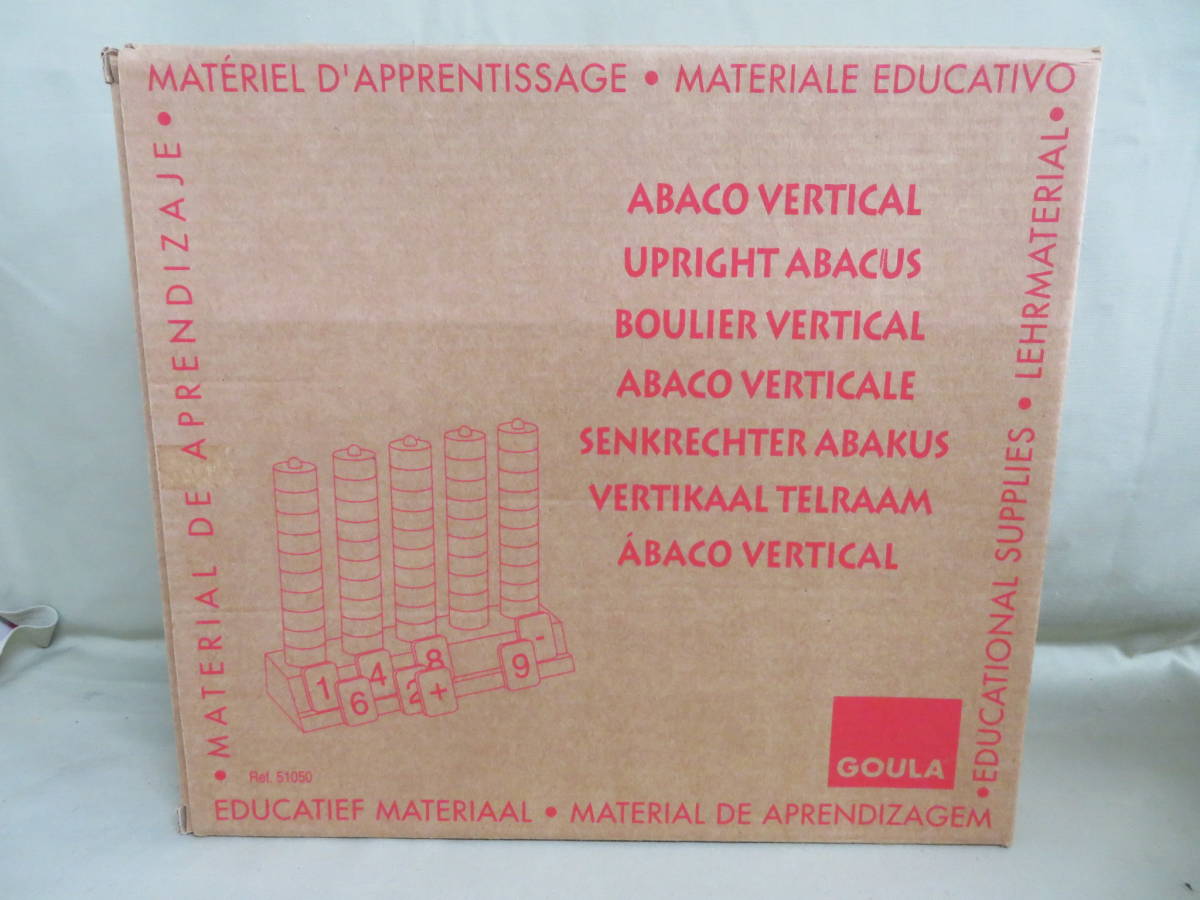 MATÉRIEL D'APPRENTISSAGE • MATERIALE EDUCATIVO
• MATERIAL DE APRENDIZAJE •
ABACO VERTICAL
UPRIGHT ABACUS
BOULIER VERTICAL
ABACO VERTICALE
SENKRECHTER ABAKUS
VERTIKAAL TELRAAM
ÁBACO VERTICAL
•EDUCATIONAL SUPPLIES • LEHRMATERIAL•
1
4
8
-
6
2
+
9
GOULA
Ref. 51050
EDUCATIEF MATERIAAL • MATERIAL DE APRENDIZAGEM